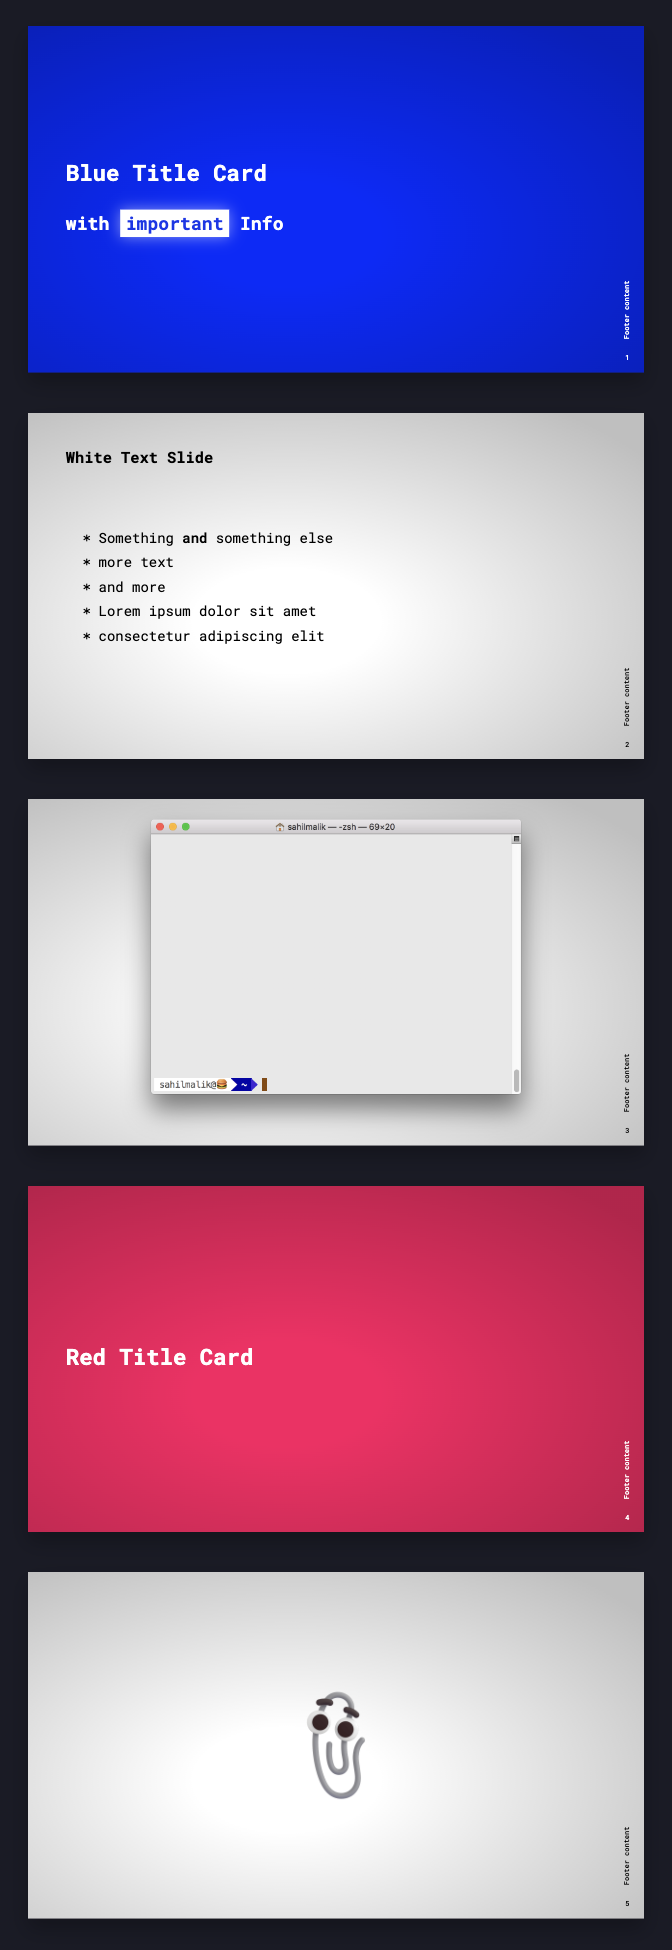 Blue Title Card
with important Info
Footer content
1
White Text Slide
* Something and something else
* more text
* and more
* Lorem ipsum dolor sit amet
* consectetur adipiscing elit
Footer content
2
sahilmalik — -zsh — 69×20
sahilmalik@🍔 ~
Footer content
3
Red Title Card
Footer content
4
Footer content
5